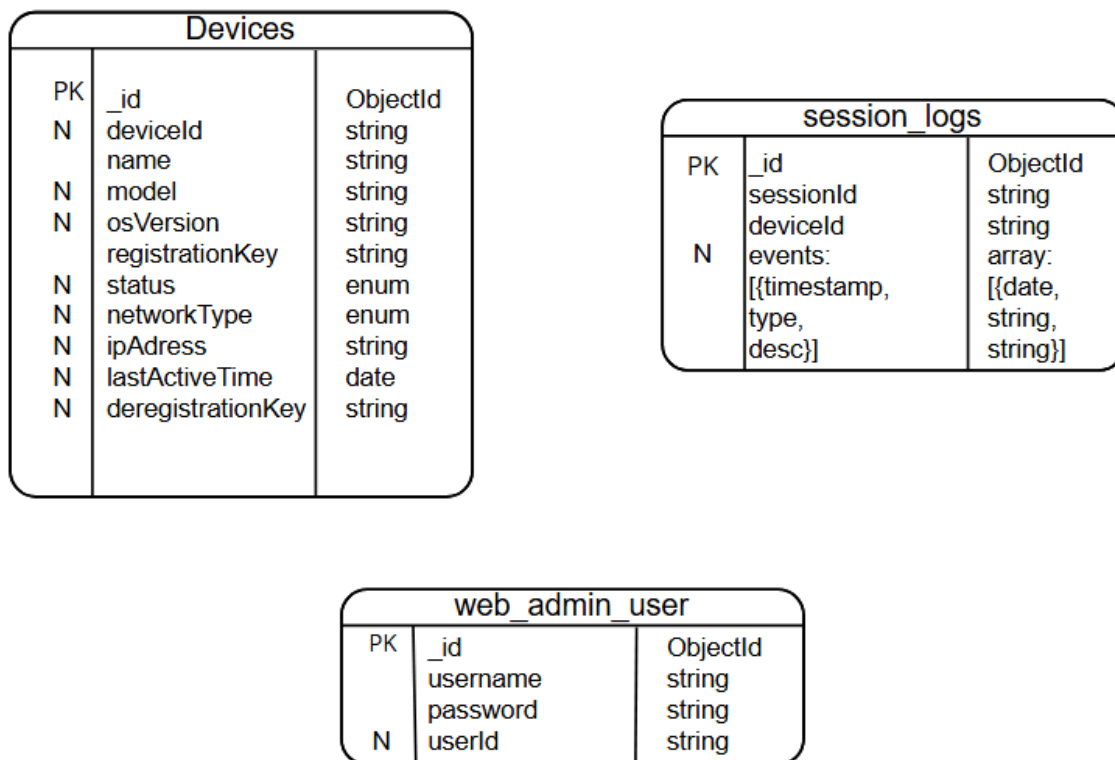 Devices
PK _id ObjectId
N deviceId string
name string
N model string
N osVersion string
registrationKey string
N status enum
N networkType enum
N ipAdress string
N lastActiveTime date
N deregistrationKey string
session_logs
PK _id ObjectId
sessionId string
deviceId string
N events: array:
[{timestamp, [{date,
type, string,
desc}] string}]
web_admin_user
PK _id ObjectId
username string
password string
N userId string